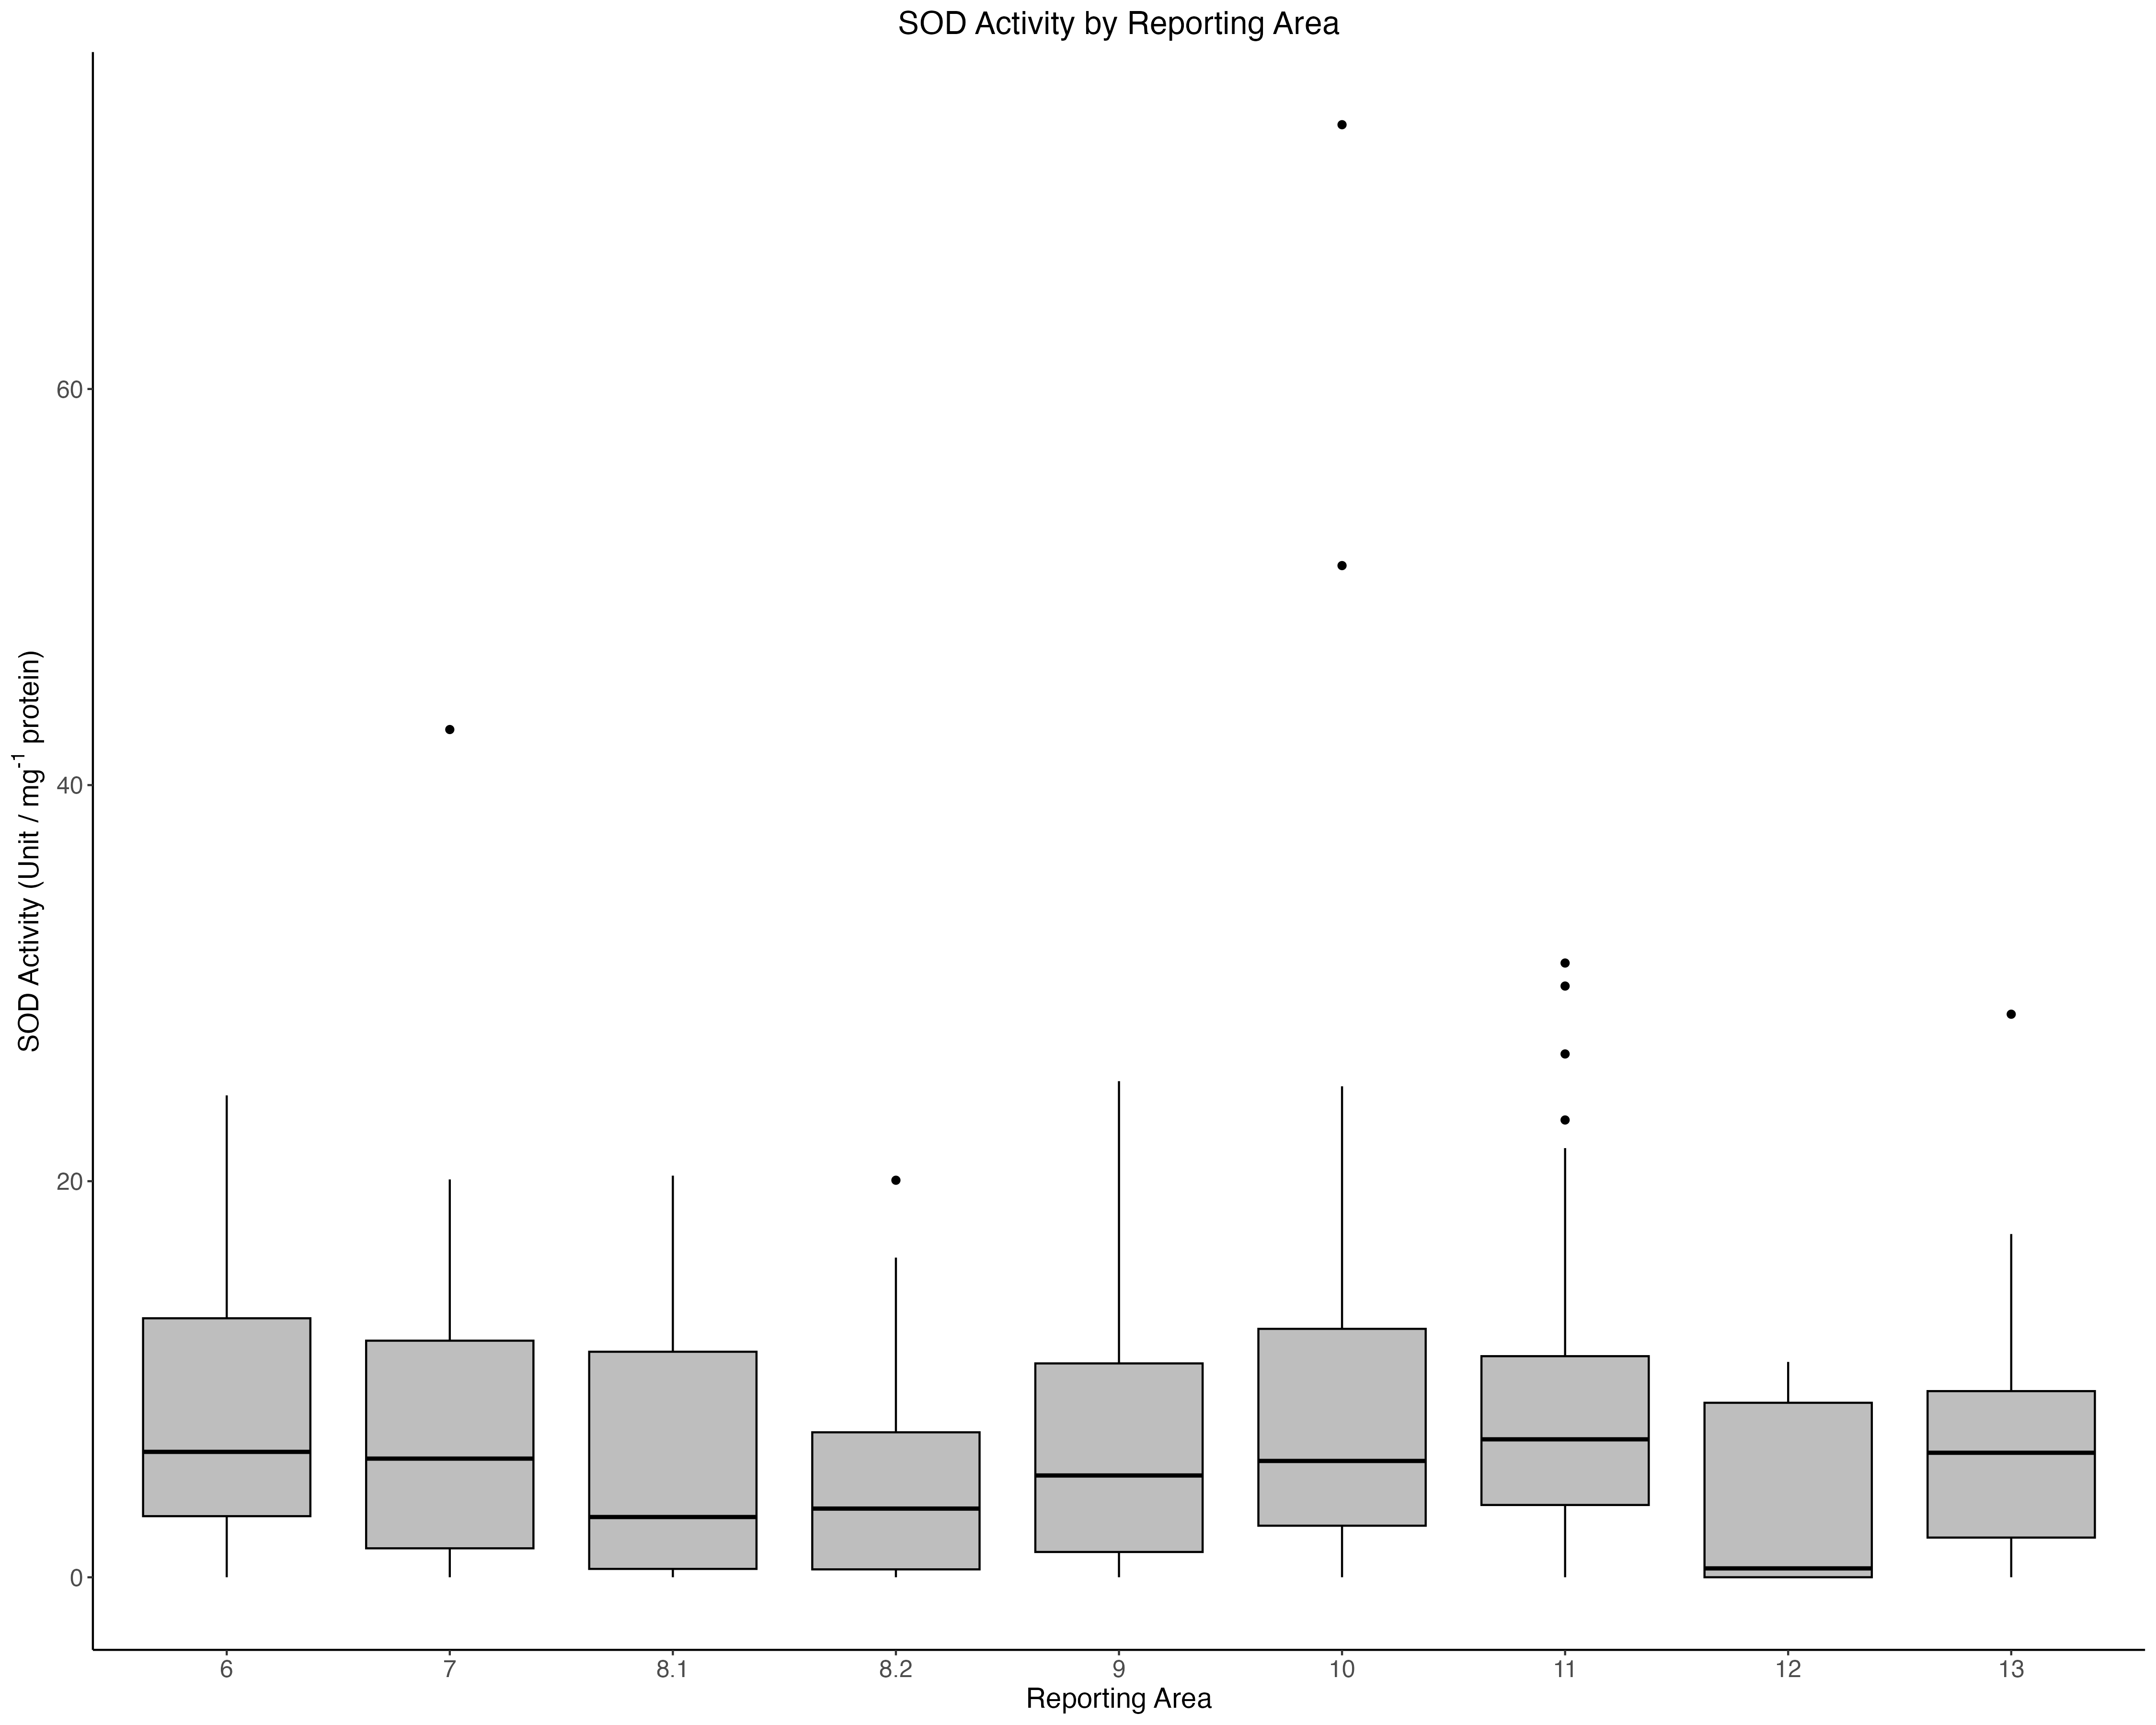 SOD Activity by Reporting Area
SOD Activity (Unit / mg⁻¹ protein)
60
40
20
0
6 7 8.1 8.2 9 10 11 12 13
Reporting Area